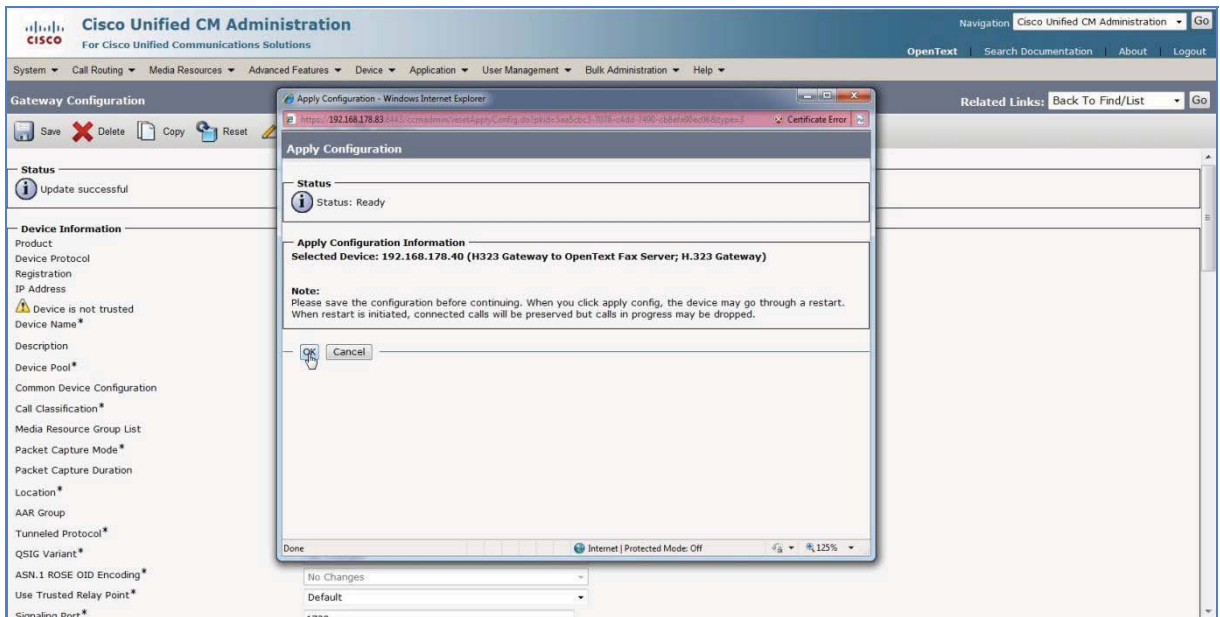 cisco
Cisco Unified CM Administration
For Cisco Unified Communications Solutions
Navigation Cisco Unified CM Administration Go
OpenText | Search Documentation | About | Logout
System Call Routing Media Resources Advanced Features Device Application User Management Bulk Administration Help
Gateway Configuration
Related Links: Back To Find/List Go
Save Delete Copy Reset
Status
Update successful
Device Information
Product
Device Protocol
Registration
IP Address
Device is not trusted
Device Name*
Description
Device Pool*
Common Device Configuration
Call Classification*
Media Resource Group List
Packet Capture Mode*
Packet Capture Duration
Location*
AAR Group
Tunneled Protocol*
QSIG Variant*
ASN.1 ROSE OID Encoding*
No Changes
Use Trusted Relay Point*
Default
Signaling Port*
Apply Configuration - Windows Internet Explorer
192.168.178.83
Certificate Error
Apply Configuration
Status
Status: Ready
Apply Configuration Information
Selected Device: 192.168.178.40 (H323 Gateway to OpenText Fax Server; H.323 Gateway)
Note:
Please save the configuration before continuing. When you click apply config, the device may go through a restart.
When restart is initiated, connected calls will be preserved but calls in progress may be dropped.
OK Cancel
Done
Internet | Protected Mode: Off
125%